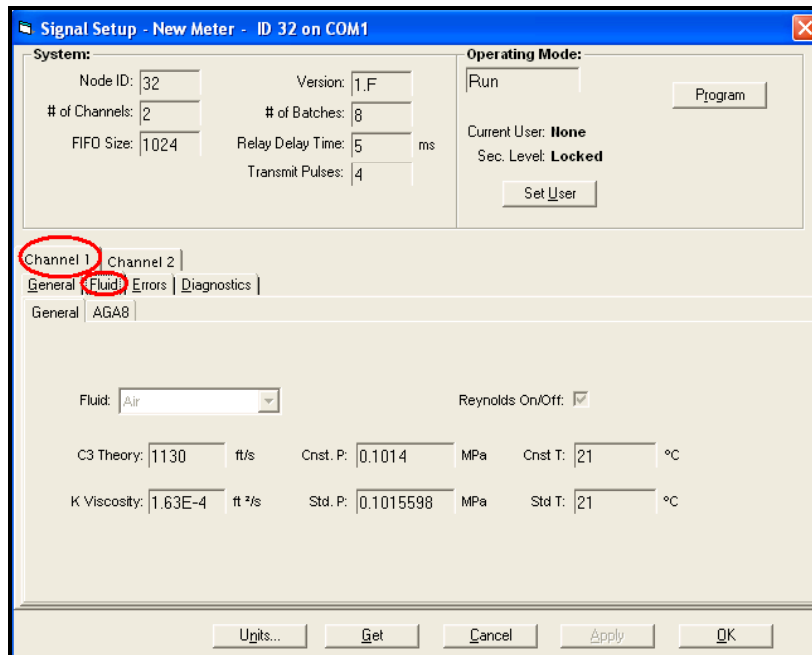 Signal Setup - New Meter - ID 32 on COM1
System:
Node ID: 32 Version: 1.F
# of Channels: 2 # of Batches: 8
FIFO Size: 1024 Relay Delay Time: 5 ms
Transmit Pulses: 4
Operating Mode:
Run
Program
Current User: None
Sec. Level: Locked
Set User
Channel 1 Channel 2
General Fluid Errors Diagnostics
General AGA8
Fluid: Air Reynolds On/Off:
C3 Theory: 1130 ft/s Cnst. P: 0.1014 MPa Cnst T: 21 °C
K Viscosity: 1.63E-4 ft ²/s Std. P: 0.1015598 MPa Std T: 21 °C
Units... Get Cancel Apply OK